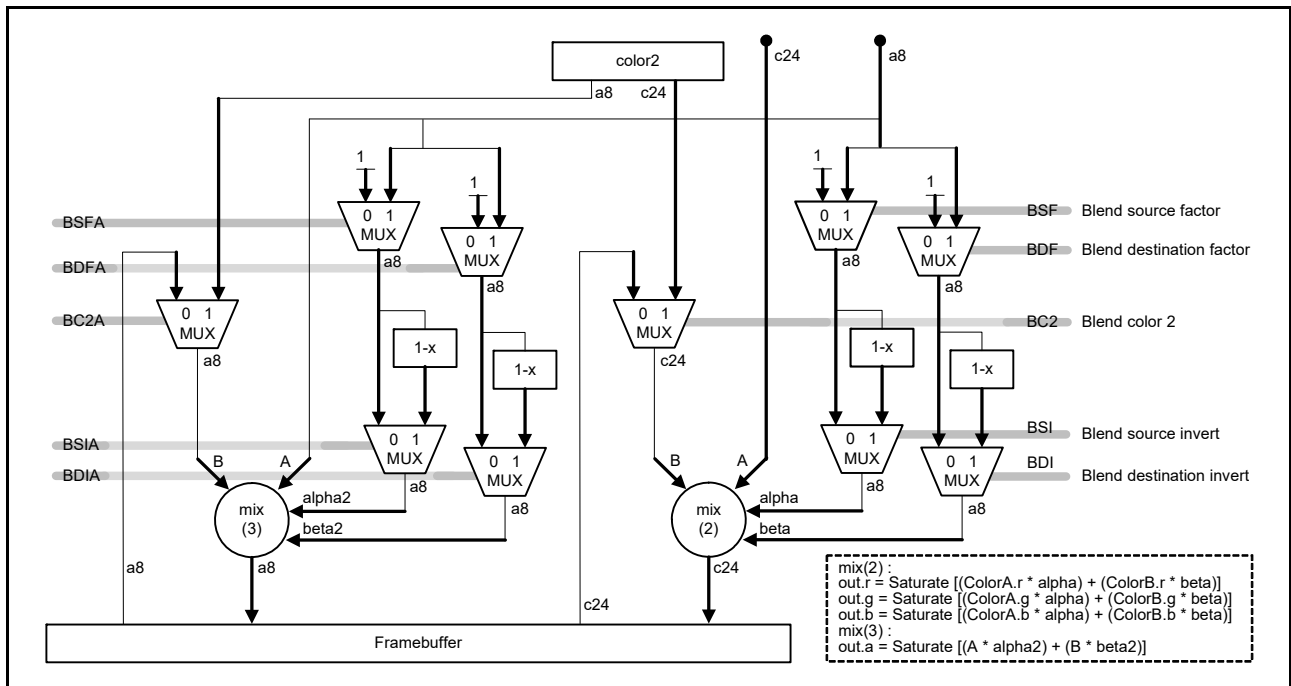 color2
c24
a8
a8
c24
1
1
1
1
0 1
MUX
0 1
MUX
0 1
MUX
0 1
MUX
BSFA
BSF
Blend source factor
BDFA
BDF
Blend destination factor
a8
a8
a8
a8
0 1
MUX
0 1
MUX
BC2A
BC2
Blend color 2
a8
c24
1-x
1-x
1-x
1-x
0 1
MUX
0 1
MUX
0 1
MUX
0 1
MUX
BSIA
BSI
Blend source invert
BDIA
BDI
Blend destination invert
B
A
B
A
a8
a8
a8
a8
mix
(3)
alpha2
beta2
mix
(2)
alpha
beta
a8
a8
c24
c24
Framebuffer
mix(2) :
out.r = Saturate [(ColorA.r * alpha) + (ColorB.r * beta)]
out.g = Saturate [(ColorA.g * alpha) + (ColorB.g * beta)]
out.b = Saturate [(ColorA.b * alpha) + (ColorB.b * beta)]
mix(3) :
out.a = Saturate [(A * alpha2) + (B * beta2)]